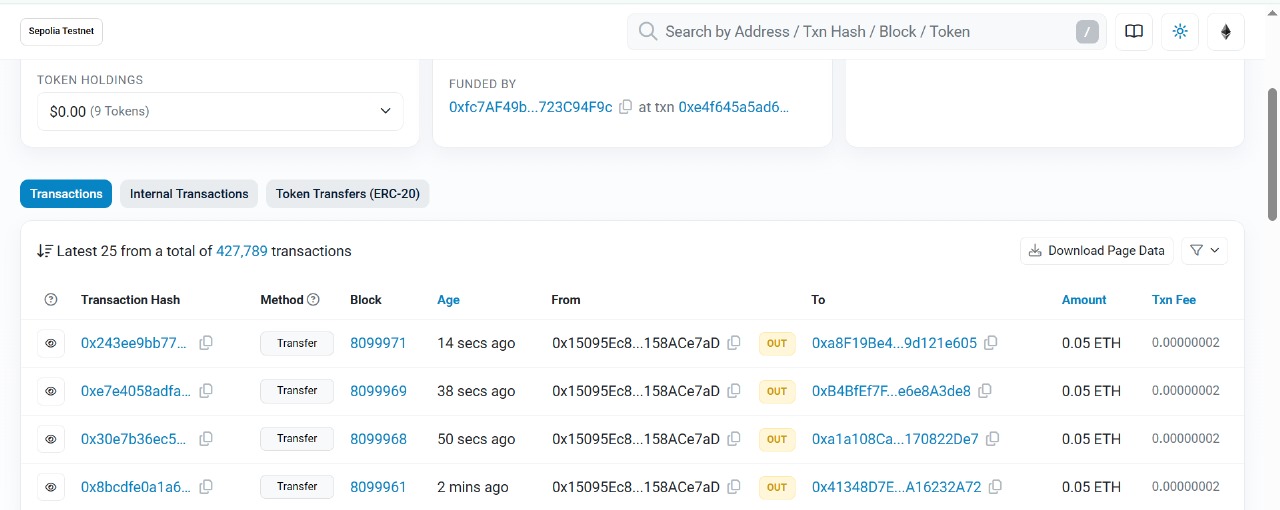 Sepolia Testnet
Search by Address / Txn Hash / Block / Token
/
TOKEN HOLDINGS
$0.00 (9 Tokens)
FUNDED BY
0xfc7AF49b...723C94F9c at txn 0xe4f645a5ad6...
Transactions Internal Transactions Token Transfers (ERC-20)
Latest 25 from a total of 427,789 transactions
Download Page Data
? Transaction Hash Method ? Block Age From To Amount Txn Fee
0x243ee9bb77... Transfer 8099971 14 secs ago 0x15095Ec8...158ACe7aD OUT 0xa8F19Be4...9d121e605 0.05 ETH 0.00000002
0xe7e4058adfa... Transfer 8099969 38 secs ago 0x15095Ec8...158ACe7aD OUT 0xB4BfEf7F...e6e8A3de8 0.05 ETH 0.00000002
0x30e7b36ec5... Transfer 8099968 50 secs ago 0x15095Ec8...158ACe7aD OUT 0xa1a108Ca...170822De7 0.05 ETH 0.00000002
0x8bcdfe0a1a6... Transfer 8099961 2 mins ago 0x15095Ec8...158ACe7aD OUT 0x41348D7E...A16232A72 0.05 ETH 0.00000002